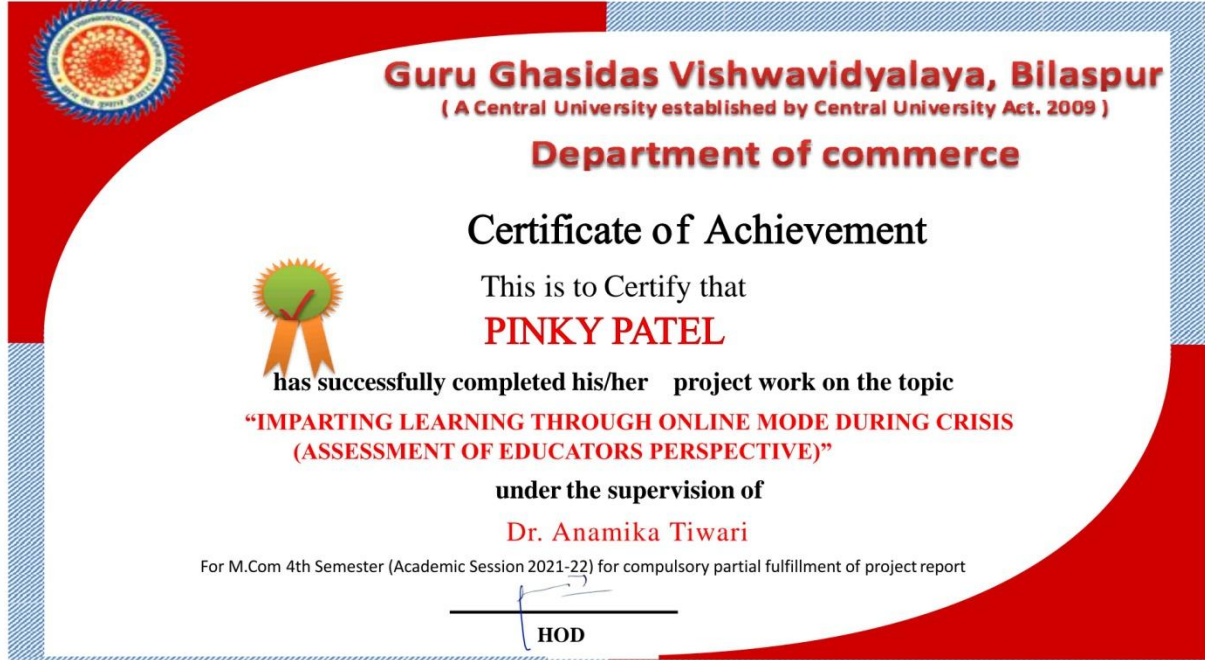 Guru Ghasidas Vishwavidyalaya, Bilaspur
( A Central University established by Central University Act. 2009 )
Department of commerce
Certificate of Achievement
This is to Certify that
PINKY PATEL
has successfully completed his/her project work on the topic
“IMPARTING LEARNING THROUGH ONLINE MODE DURING CRISIS
(ASSESSMENT OF EDUCATORS PERSPECTIVE)”
under the supervision of
Dr. Anamika Tiwari
For M.Com 4th Semester (Academic Session 2021-22) for compulsory partial fulfillment of project report
HOD